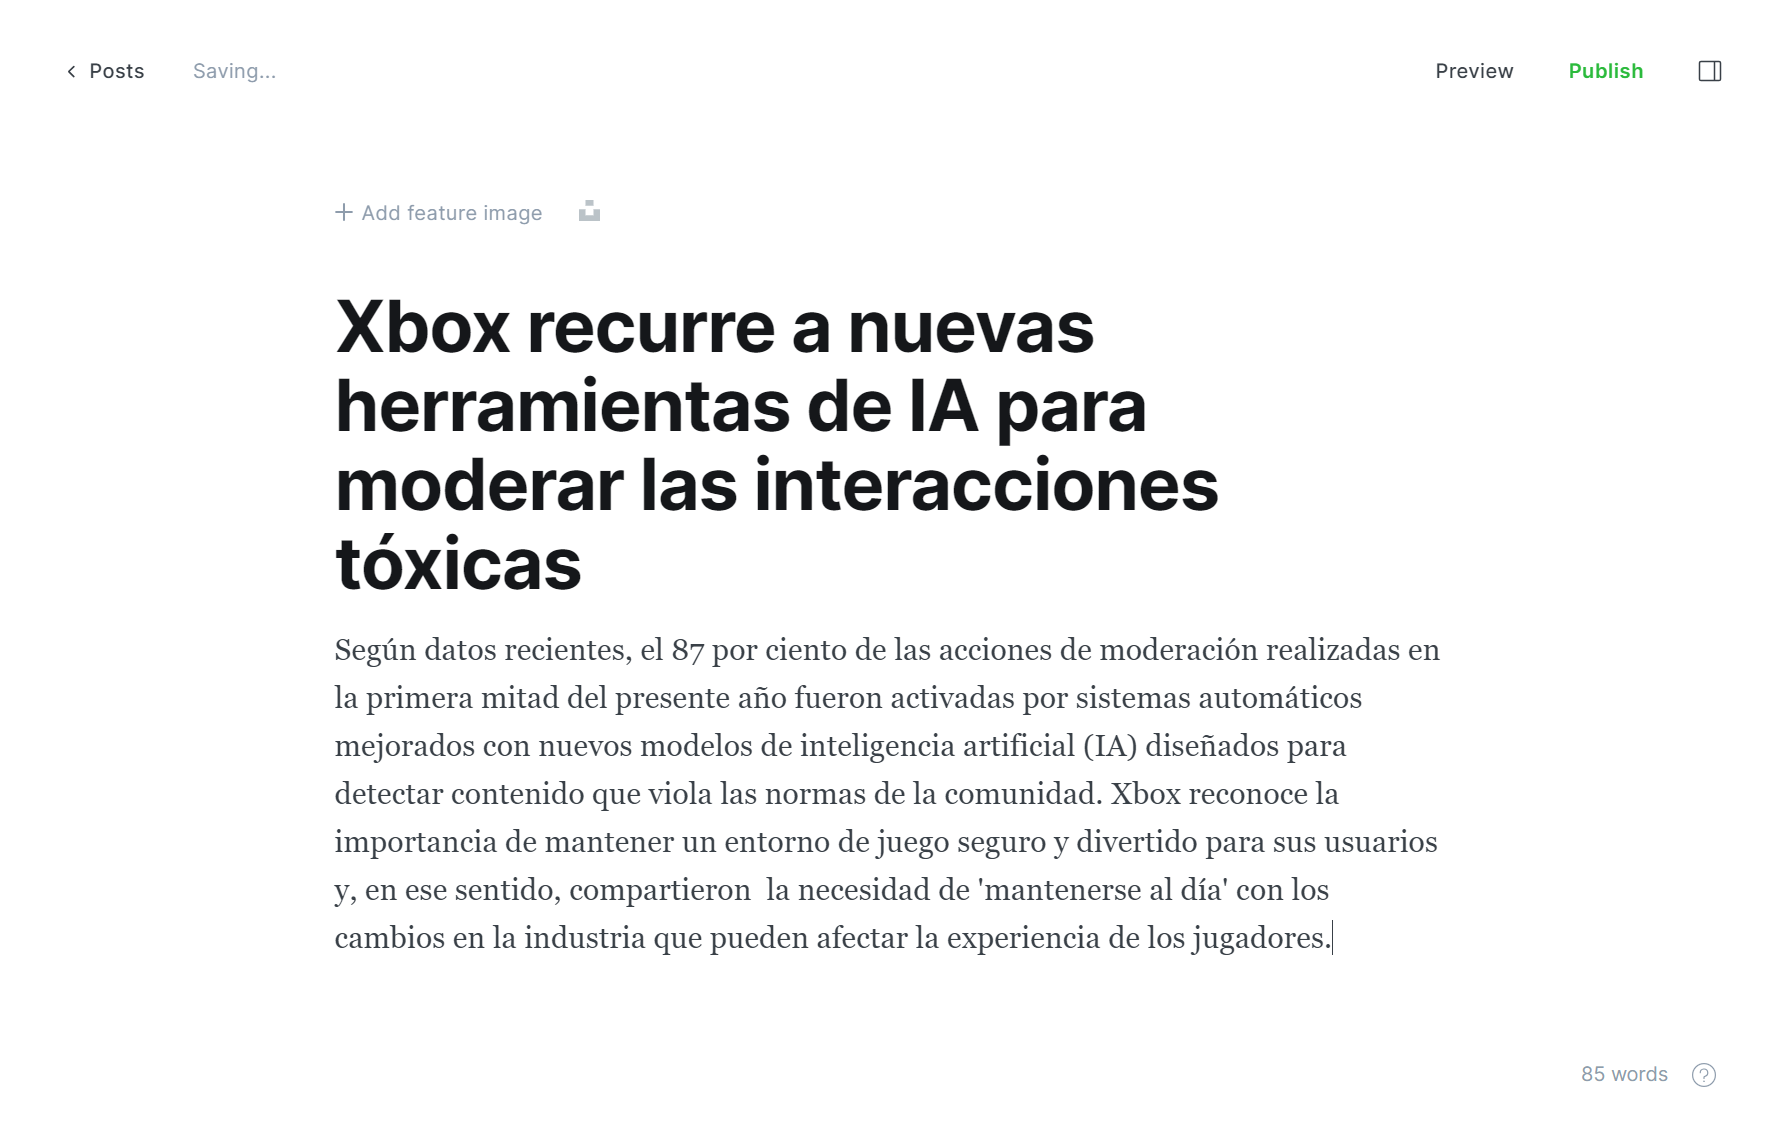 Posts
Saving...
Preview
Publish
Add feature image
Xbox recurre a nuevas
herramientas de IA para
moderar las interacciones
tóxicas
Según datos recientes, el 87 por ciento de las acciones de moderación realizadas en
la primera mitad del presente año fueron activadas por sistemas automáticos
mejorados con nuevos modelos de inteligencia artificial (IA) diseñados para
detectar contenido que viola las normas de la comunidad. Xbox reconoce la
importancia de mantener un entorno de juego seguro y divertido para sus usuarios
y, en ese sentido, compartieron  la necesidad de 'mantenerse al día' con los
cambios en la industria que pueden afectar la experiencia de los jugadores.
85 words
?